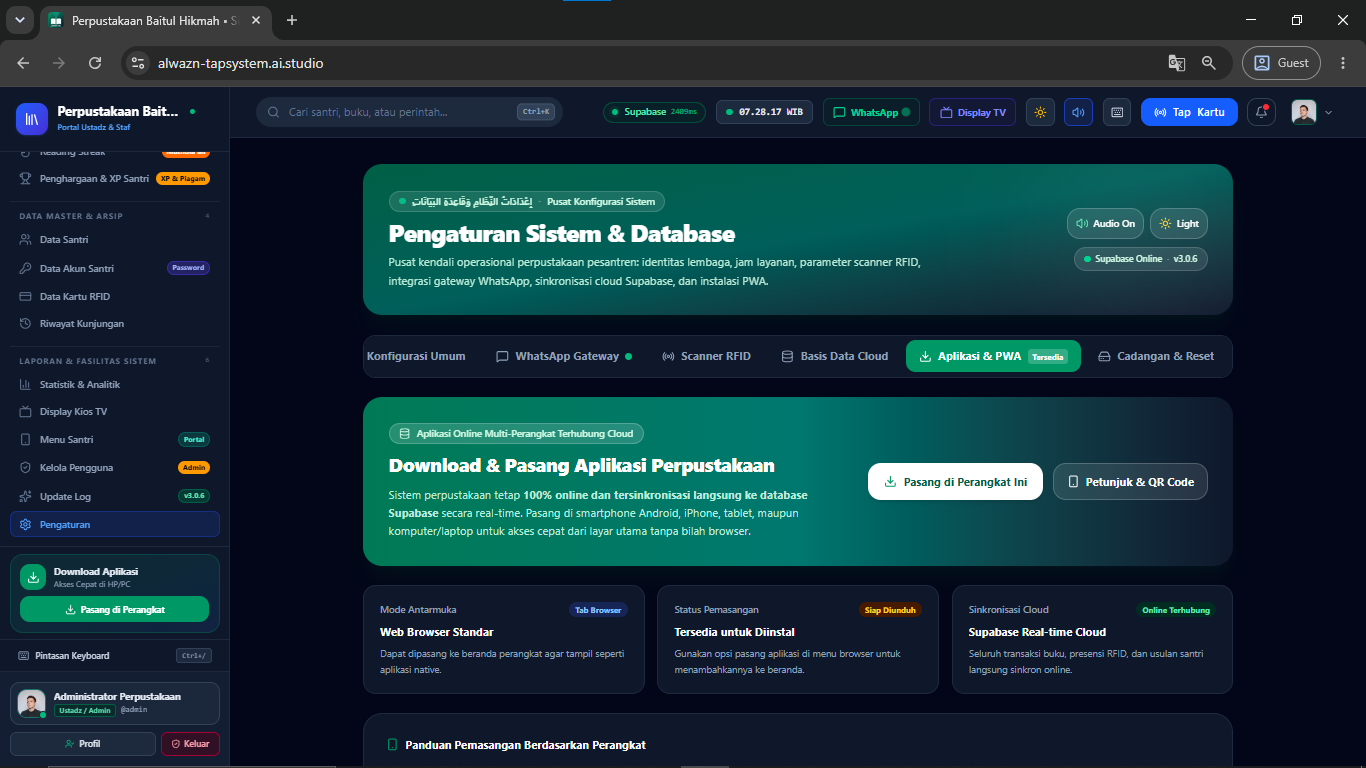 Perpustakaan Baitul Hikmah • S
alwazn-tapsystem.ai.studio
Guest
Perpustakaan Bait...
Portal Ustadz & Staf
Cari santri, buku, atau perintah...
Ctrl+K
Supabase 2409ms
07.28.17 WIB
WhatsApp
Display TV
Tap Kartu
Reading Streak
Penghargaan & XP Santri
XP & Piagam
DATA MASTER & ARSIP
4
Data Santri
Data Akun Santri
Password
Data Kartu RFID
Riwayat Kunjungan
LAPORAN & FASILITAS SISTEM
Statistik & Analitik
Display Kios TV
Menu Santri
Portal
Kelola Pengguna
Admin
Update Log
v3.0.6
Pengaturan
Download Aplikasi
Akses Cepat di HP/PC
Pasang di Perangkat
Pintasan Keyboard
Ctrl+/
Administrator Perpustakaan
Ustadz / Admin
@admin
Profil
Keluar
· Pusat Konfigurasi Sistem
Pengaturan Sistem & Database
Pusat kendali operasional perpustakaan pesantren: identitas lembaga, jam layanan, parameter scanner RFID,
integrasi gateway WhatsApp, sinkronisasi cloud Supabase, dan instalasi PWA.
Audio On
Light
Supabase Online · v3.0.6
Konfigurasi Umum
WhatsApp Gateway
Scanner RFID
Basis Data Cloud
Aplikasi & PWA
Tersedia
Cadangan & Reset
Aplikasi Online Multi-Perangkat Terhubung Cloud
Download & Pasang Aplikasi Perpustakaan
Sistem perpustakaan tetap 100% online dan tersinkronisasi langsung ke database
Supabase secara real-time. Pasang di smartphone Android, iPhone, tablet, maupun
komputer/laptop untuk akses cepat dari layar utama tanpa bilah browser.
Pasang di Perangkat Ini
Petunjuk & QR Code
Mode Antarmuka
Tab Browser
Web Browser Standar
Dapat dipasang ke beranda perangkat agar tampil seperti
aplikasi native.
Status Pemasangan
Siap Diunduh
Tersedia untuk Diinstal
Gunakan opsi pasang aplikasi di menu browser untuk
menambahkannya ke beranda.
Sinkronisasi Cloud
Online Terhubung
Supabase Real-time Cloud
Seluruh transaksi buku, presensi RFID, dan usulan santri
langsung sinkron online.
Panduan Pemasangan Berdasarkan Perangkat